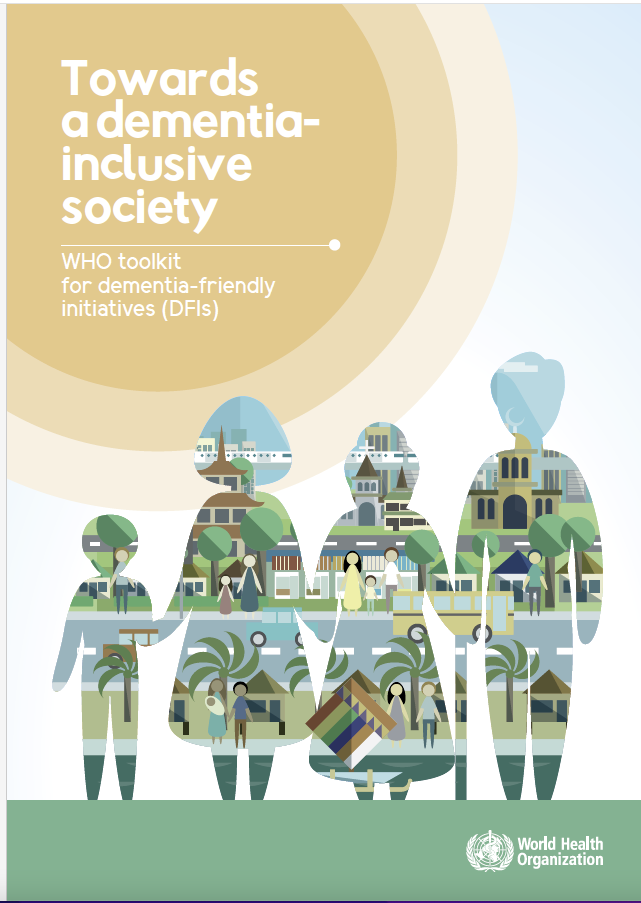 Towards
a dementia-
inclusive
society
WHO toolkit
for dementia-friendly
initiatives (DFIs)
World Health
Organization